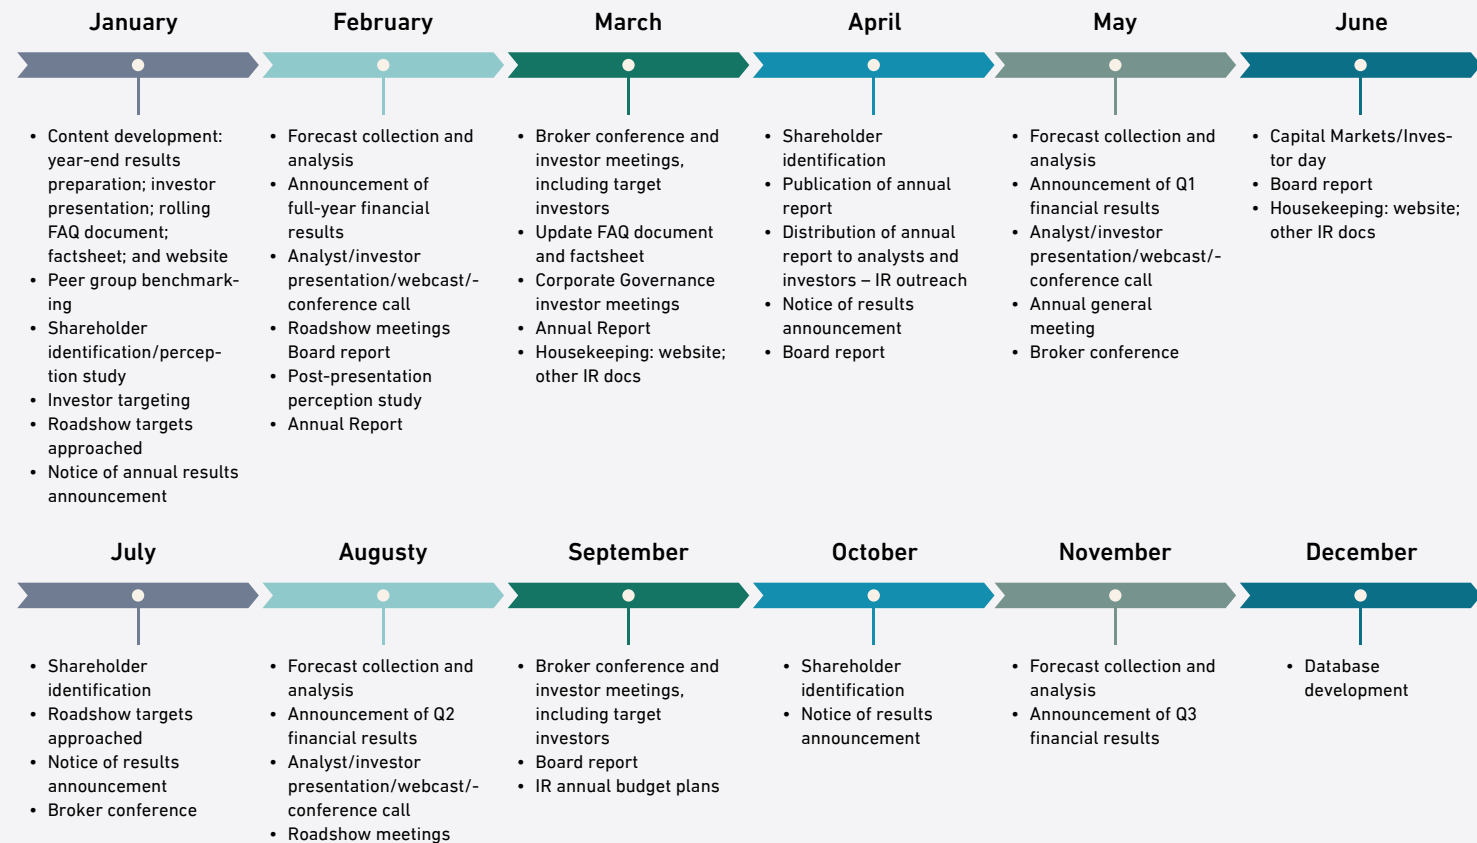 January
• Content development:
year-end results
preparation; investor
presentation; rolling
FAQ document;
factsheet; and website
• Peer group benchmark-
ing
• Shareholder
identification/percep-
tion study
• Investor targeting
• Roadshow targets
approached
• Notice of annual results
announcement
February
• Forecast collection and
analysis
• Announcement of
full-year financial
results
• Analyst/investor
presentation/webcast/-
conference call
• Roadshow meetings
Board report
• Post-presentation
perception study
• Annual Report
March
• Broker conference and
investor meetings,
including target
investors
• Update FAQ document
and factsheet
• Corporate Governance
investor meetings
• Annual Report
• Housekeeping: website;
other IR docs
April
• Shareholder
identification
• Publication of annual
report
• Distribution of annual
report to analysts and
investors – IR outreach
• Notice of results
announcement
• Board report
May
• Forecast collection and
analysis
• Announcement of Q1
financial results
• Analyst/investor
presentation/webcast/-
conference call
• Annual general
meeting
• Broker conference
June
• Capital Markets/Inves-
tor day
• Board report
• Housekeeping: website;
other IR docs
July
• Shareholder
identification
• Roadshow targets
approached
• Notice of results
announcement
• Broker conference
Augusty
• Forecast collection and
analysis
• Announcement of Q2
financial results
• Analyst/investor
presentation/webcast/-
conference call
• Roadshow meetings
September
• Broker conference and
investor meetings,
including target
investors
• Board report
• IR annual budget plans
October
• Shareholder
identification
• Notice of results
announcement
November
• Forecast collection and
analysis
• Announcement of Q3
financial results
December
• Database
development